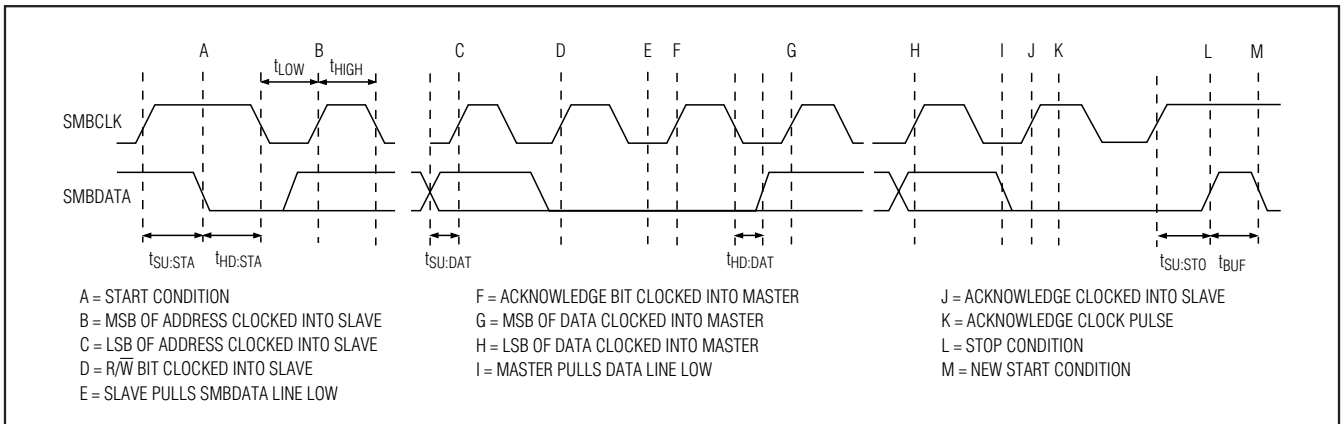 A B C D E F G H I J K L M
tLOW tHIGH
SMBCLK
SMBDATA
tSU:STA tHD:STA tSU:DAT tHD:DAT tSU:STO tBUF
A = START CONDITION
B = MSB OF ADDRESS CLOCKED INTO SLAVE
C = LSB OF ADDRESS CLOCKED INTO SLAVE
D = R/W̅ BIT CLOCKED INTO SLAVE
E = SLAVE PULLS SMBDATA LINE LOW
F = ACKNOWLEDGE BIT CLOCKED INTO MASTER
G = MSB OF DATA CLOCKED INTO MASTER
H = LSB OF DATA CLOCKED INTO MASTER
I = MASTER PULLS DATA LINE LOW
J = ACKNOWLEDGE CLOCKED INTO SLAVE
K = ACKNOWLEDGE CLOCK PULSE
L = STOP CONDITION
M = NEW START CONDITION